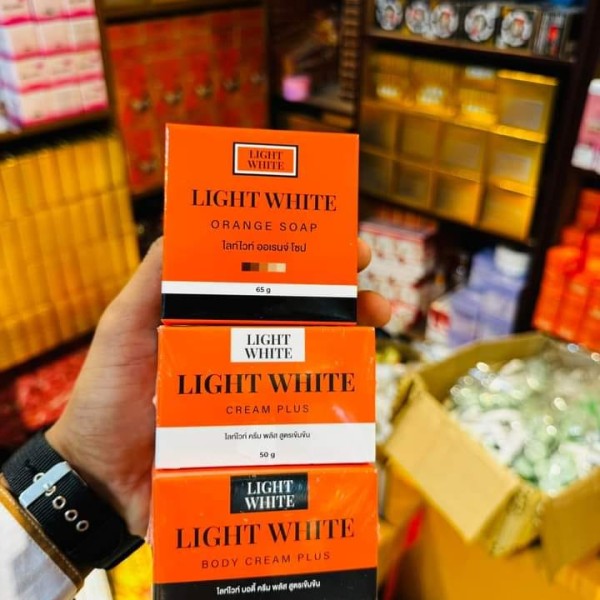 LIGHT
WHITE
LIGHT WHITE
ORANGE SOAP
ไลท์ไวท์ ออเรนจ์ โซป
65 g
LIGHT
WHITE
LIGHT WHITE
CREAM PLUS
ไลท์ไวท์ ครีม พลัส สูตรเข้มข้น
50 g
LIGHT
WHITE
LIGHT WHITE
BODY CREAM PLUS
ไลท์ไวท์ บอดี้ ครีม พลัส สูตรเข้มข้น